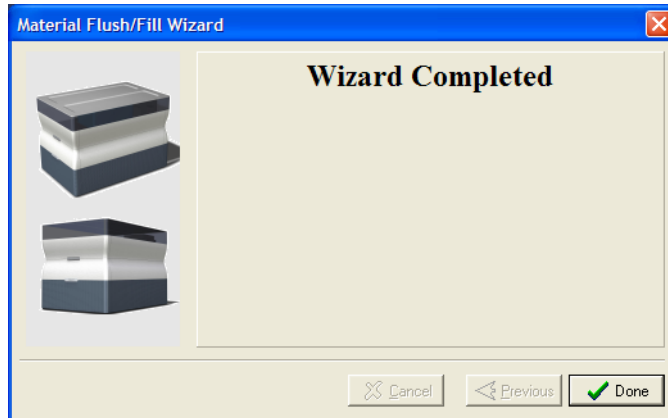 Material Flush/Fill Wizard
Wizard Completed
Cancel
Previous
Done